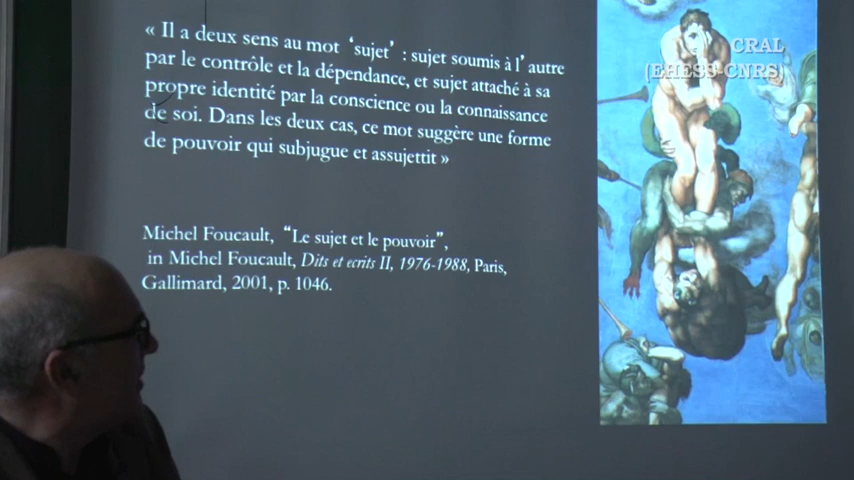 « Il a deux sens au mot ‘sujet’ : sujet soumis à l’autre
par le contrôle et la dépendance, et sujet attaché à sa
propre identité par la conscience ou la connaissance
de soi. Dans les deux cas, ce mot suggère une forme
de pouvoir qui subjugue et assujettit »
Michel Foucault, “Le sujet et le pouvoir”,
in Michel Foucault, Dits et ecrits II, 1976-1988, Paris,
Gallimard, 2001, p. 1046.
CRAL
(EHESS-CNRS)